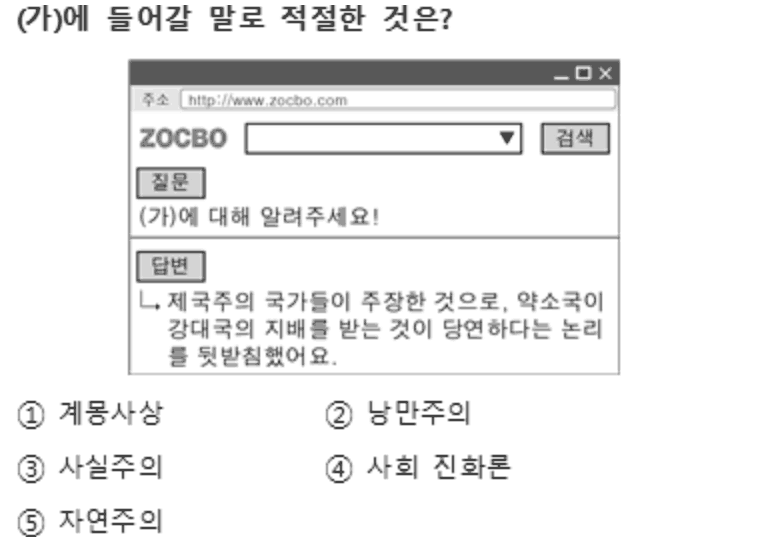 (가)에 들어갈 말로 적절한 것은?
주소 http://www.zocbo.com
ZOCBO 검색
질문
(가)에 대해 알려주세요!
답변
제국주의 국가들이 주장한 것으로, 약소국이
강대국의 지배를 받는 것이 당연하다는 논리
를 뒷받침했어요.
① 계몽사상 ② 낭만주의
③ 사실주의 ④ 사회 진화론
⑤ 자연주의